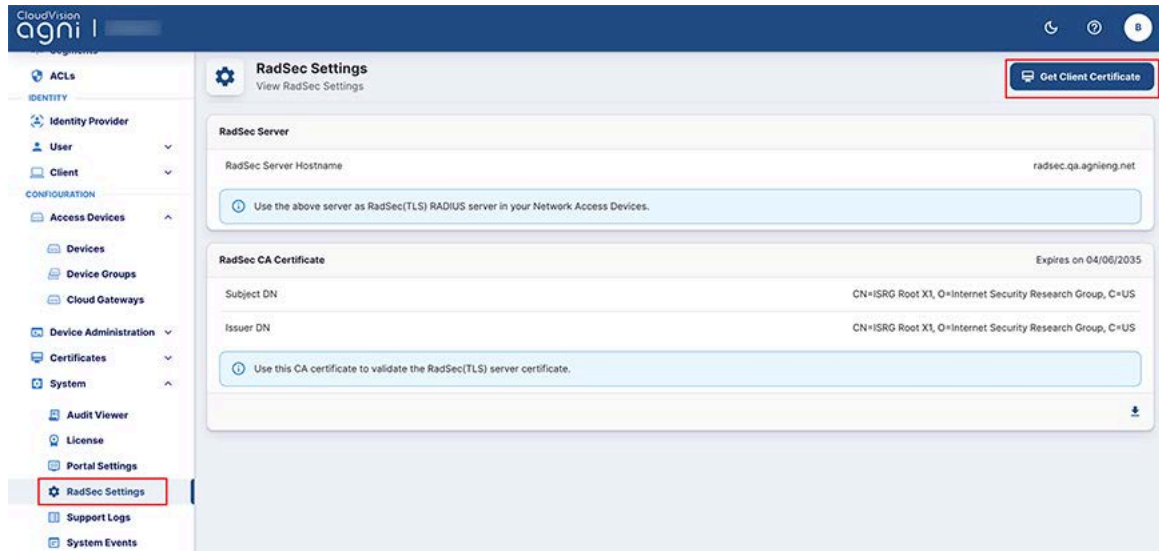 CloudVision
agni |
B
Segments
ACLs
IDENTITY
Identity Provider
User
Client
CONFIGURATION
Access Devices
Devices
Device Groups
Cloud Gateways
Device Administration
Certificates
System
Audit Viewer
License
Portal Settings
RadSec Settings
Support Logs
System Events
RadSec Settings
View RadSec Settings
Get Client Certificate
RadSec Server
RadSec Server Hostname radsec.qa.agnieng.net
Use the above server as RadSec(TLS) RADIUS server in your Network Access Devices.
RadSec CA Certificate Expires on 04/06/2035
Subject DN CN=ISRG Root X1, O=Internet Security Research Group, C=US
Issuer DN CN=ISRG Root X1, O=Internet Security Research Group, C=US
Use this CA certificate to validate the RadSec(TLS) server certificate.